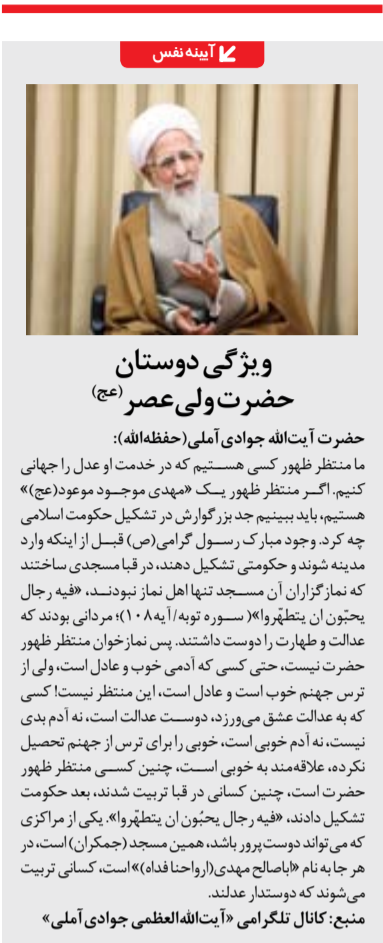 آیینه نفس
ویژگی دوستان
حضرت ولی‌عصر(عج)
حضرت آیت‌الله جوادی آملی(حفظه‌الله):
ما منتظر ظهور کسی هستیم که در خدمت او عدل را جهانی
کنیم. اگر منتظر ظهور یک «مهدی موجود موعود(عج)»
هستیم، باید ببینیم جد بزرگوارش در تشکیل حکومت اسلامی
چه کرد. وجود مبارک رسول گرامی(ص) قبل از اینکه وارد
مدینه شوند و حکومتی تشکیل دهند، در قبا مسجدی ساختند
که نمازگزاران آن مسجد تنها اهل نماز نبودند، «فیه رجال
یحبّون ان یتطهّروا»( سوره توبه/ آیه۱۰۸)؛ مردانی بودند که
عدالت و طهارت را دوست داشتند. پس نمازخوان منتظر ظهور
حضرت نیست، حتی کسی که آدمی خوب و عادل است، ولی از
ترس جهنم خوب است و عادل است، این منتظر نیست! کسی
که به عدالت عشق می‌ورزد، دوست عدالت است، نه آدم بدی
نیست، نه آدم خوبی است، خوبی را برای ترس از جهنم تحصیل
نکرده، علاقه‌مند به خوبی است، چنین کسی منتظر ظهور
حضرت است، چنین کسانی در قبا تربیت شدند، بعد حکومت
تشکیل دادند، «فیه رجال یحبّون ان یتطهّروا». یکی از مراکزی
که می‌تواند دوست‌پرور باشد، همین مسجد (جمکران) است، در
هر جا به نام «اباصالح مهدی(ارواحنا فداه)»است، کسانی تربیت
می‌شوند که دوستدار عدلند.
منبع: کانال تلگرامی «آیت‌الله‌العظمی جوادی آملی»